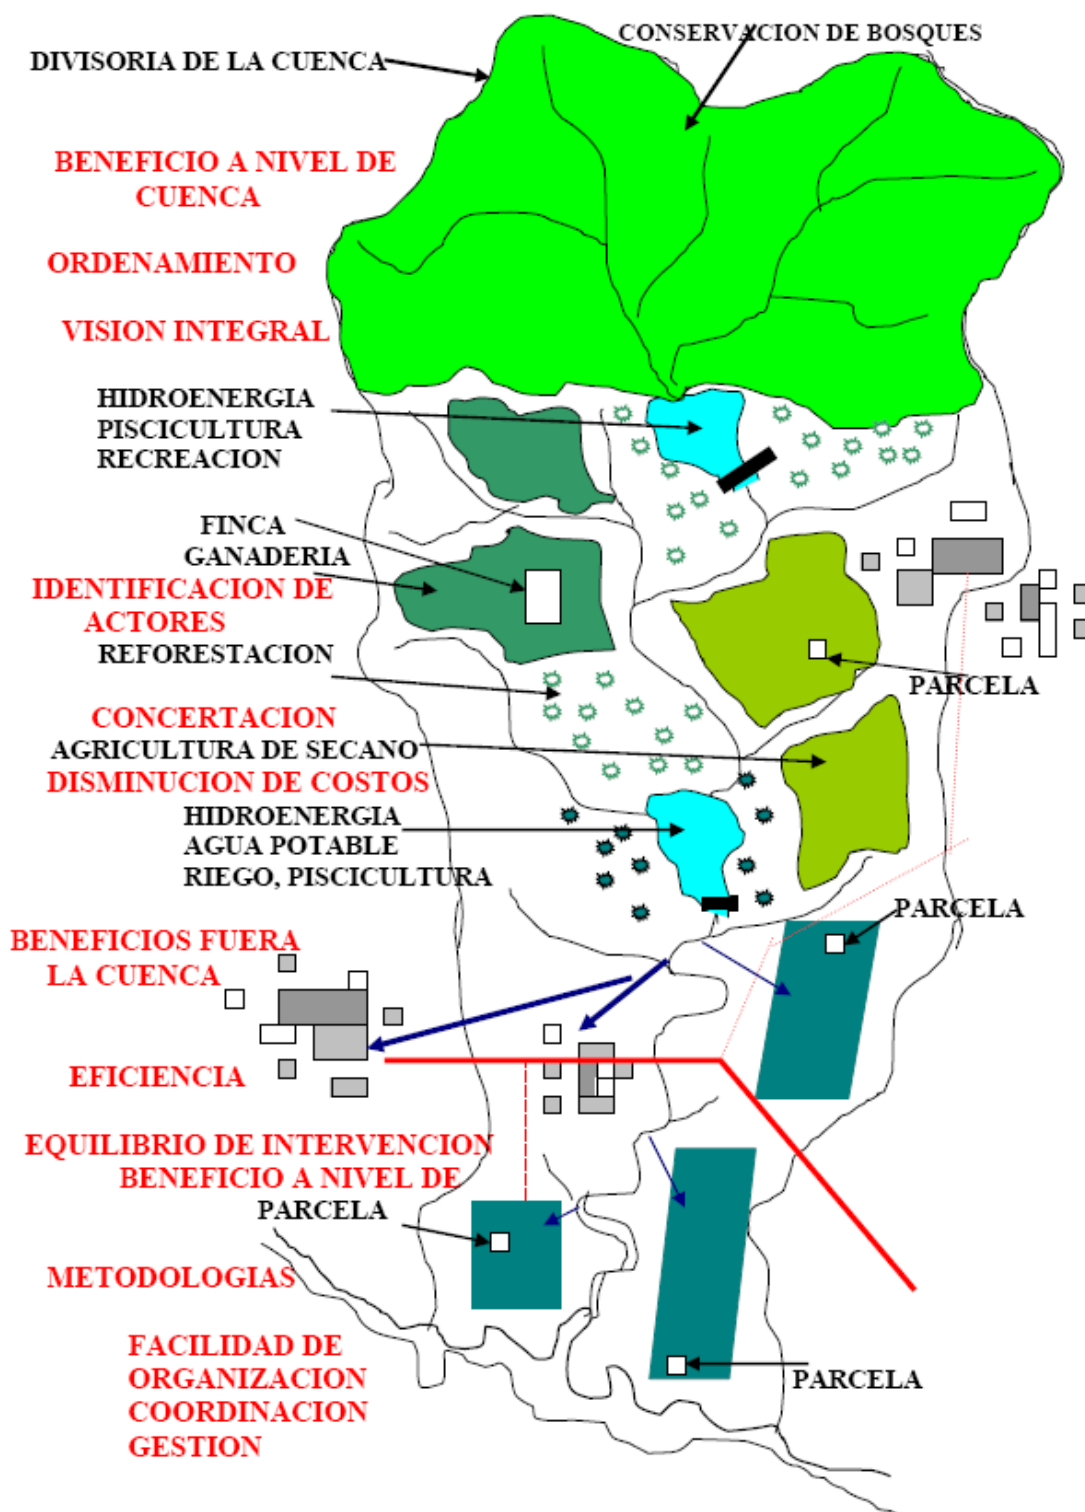 CONSERVACION DE BOSQUES
DIVISORIA DE LA CUENCA
BENEFICIO A NIVEL DE
CUENCA
ORDENAMIENTO
VISION INTEGRAL
HIDROENERGIA
PISCICULTURA
RECREACION
FINCA
GANADERIA
IDENTIFICACION DE
ACTORES
REFORESTACION
PARCELA
CONCERTACION
AGRICULTURA DE SECANO
DISMINUCION DE COSTOS
HIDROENERGIA
AGUA POTABLE
RIEGO, PISCICULTURA
PARCELA
BENEFICIOS FUERA
LA CUENCA
EFICIENCIA
EQUILIBRIO DE INTERVENCION
BENEFICIO A NIVEL DE
PARCELA
METODOLOGIAS
FACILIDAD DE
ORGANIZACION
PARCELA
COORDINACION
GESTION